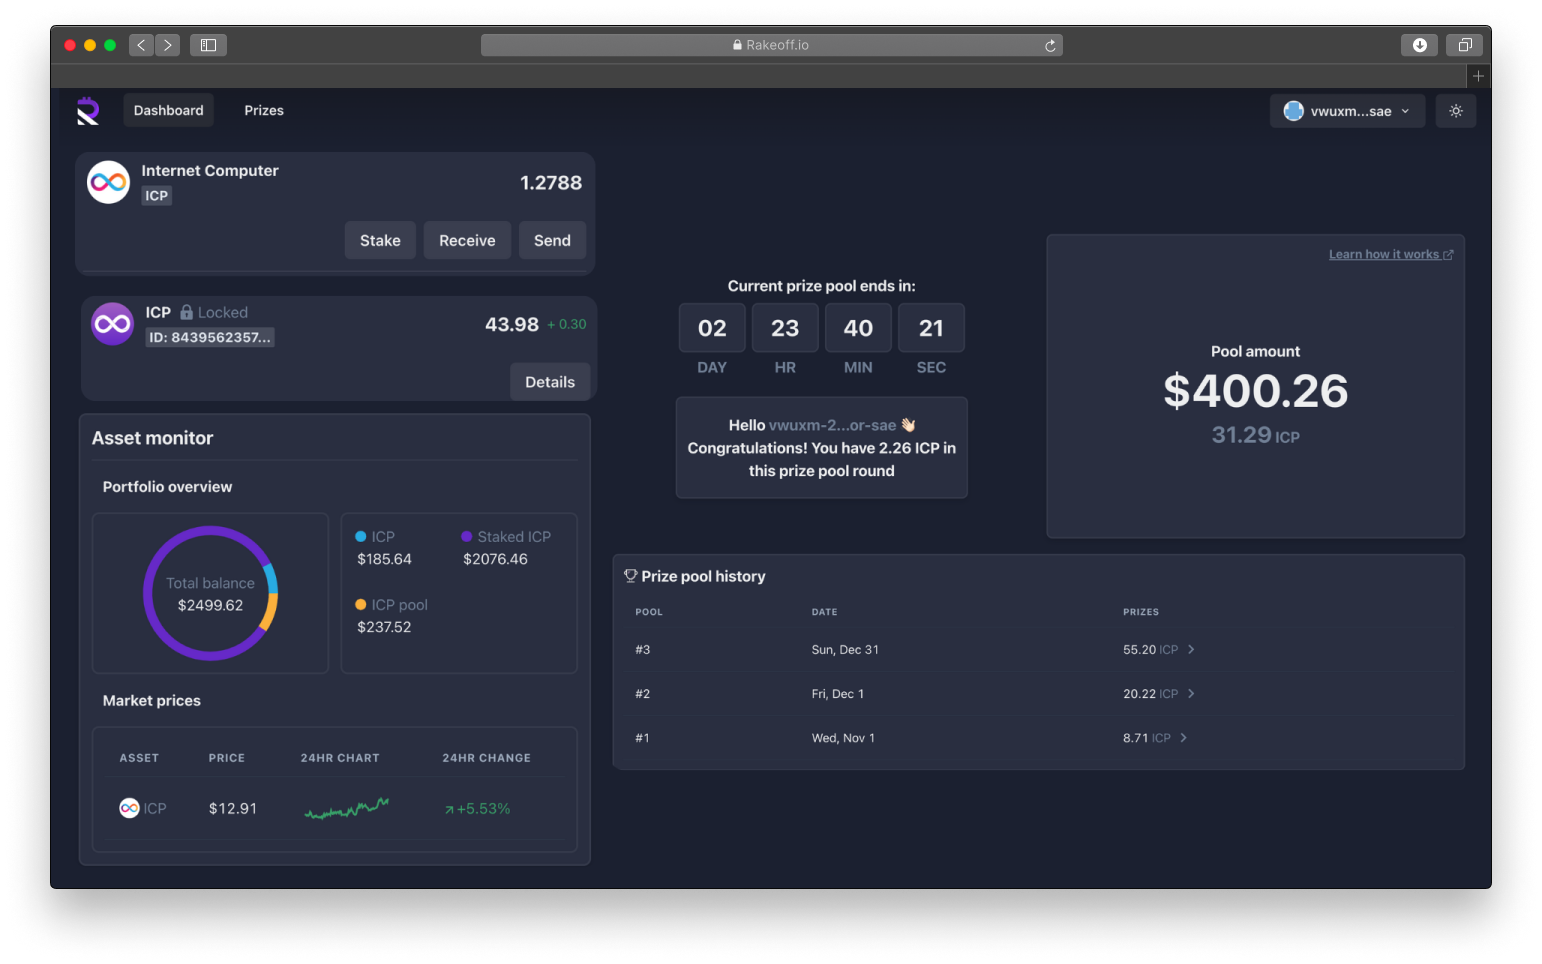 Rakeoff.io
Dashboard
Prizes
vwuxm...sae
Internet Computer
ICP
1.2788
Stake
Receive
Send
ICP Locked
ID: 8439562357...
43.98 + 0.30
Details
Asset monitor
Portfolio overview
Total balance
$2499.62
ICP
$185.64
Staked ICP
$2076.46
ICP pool
$237.52
Market prices
ASSET PRICE 24HR CHART 24HR CHANGE
ICP $12.91 +5.53%
Current prize pool ends in:
02 23 40 21
DAY HR MIN SEC
Hello vwuxm-2...or-sae 👋🏻
Congratulations! You have 2.26 ICP in
this prize pool round
Learn how it works
Pool amount
$400.26
31.29 ICP
Prize pool history
POOL DATE PRIZES
#3 Sun, Dec 31 55.20 ICP
#2 Fri, Dec 1 20.22 ICP
#1 Wed, Nov 1 8.71 ICP